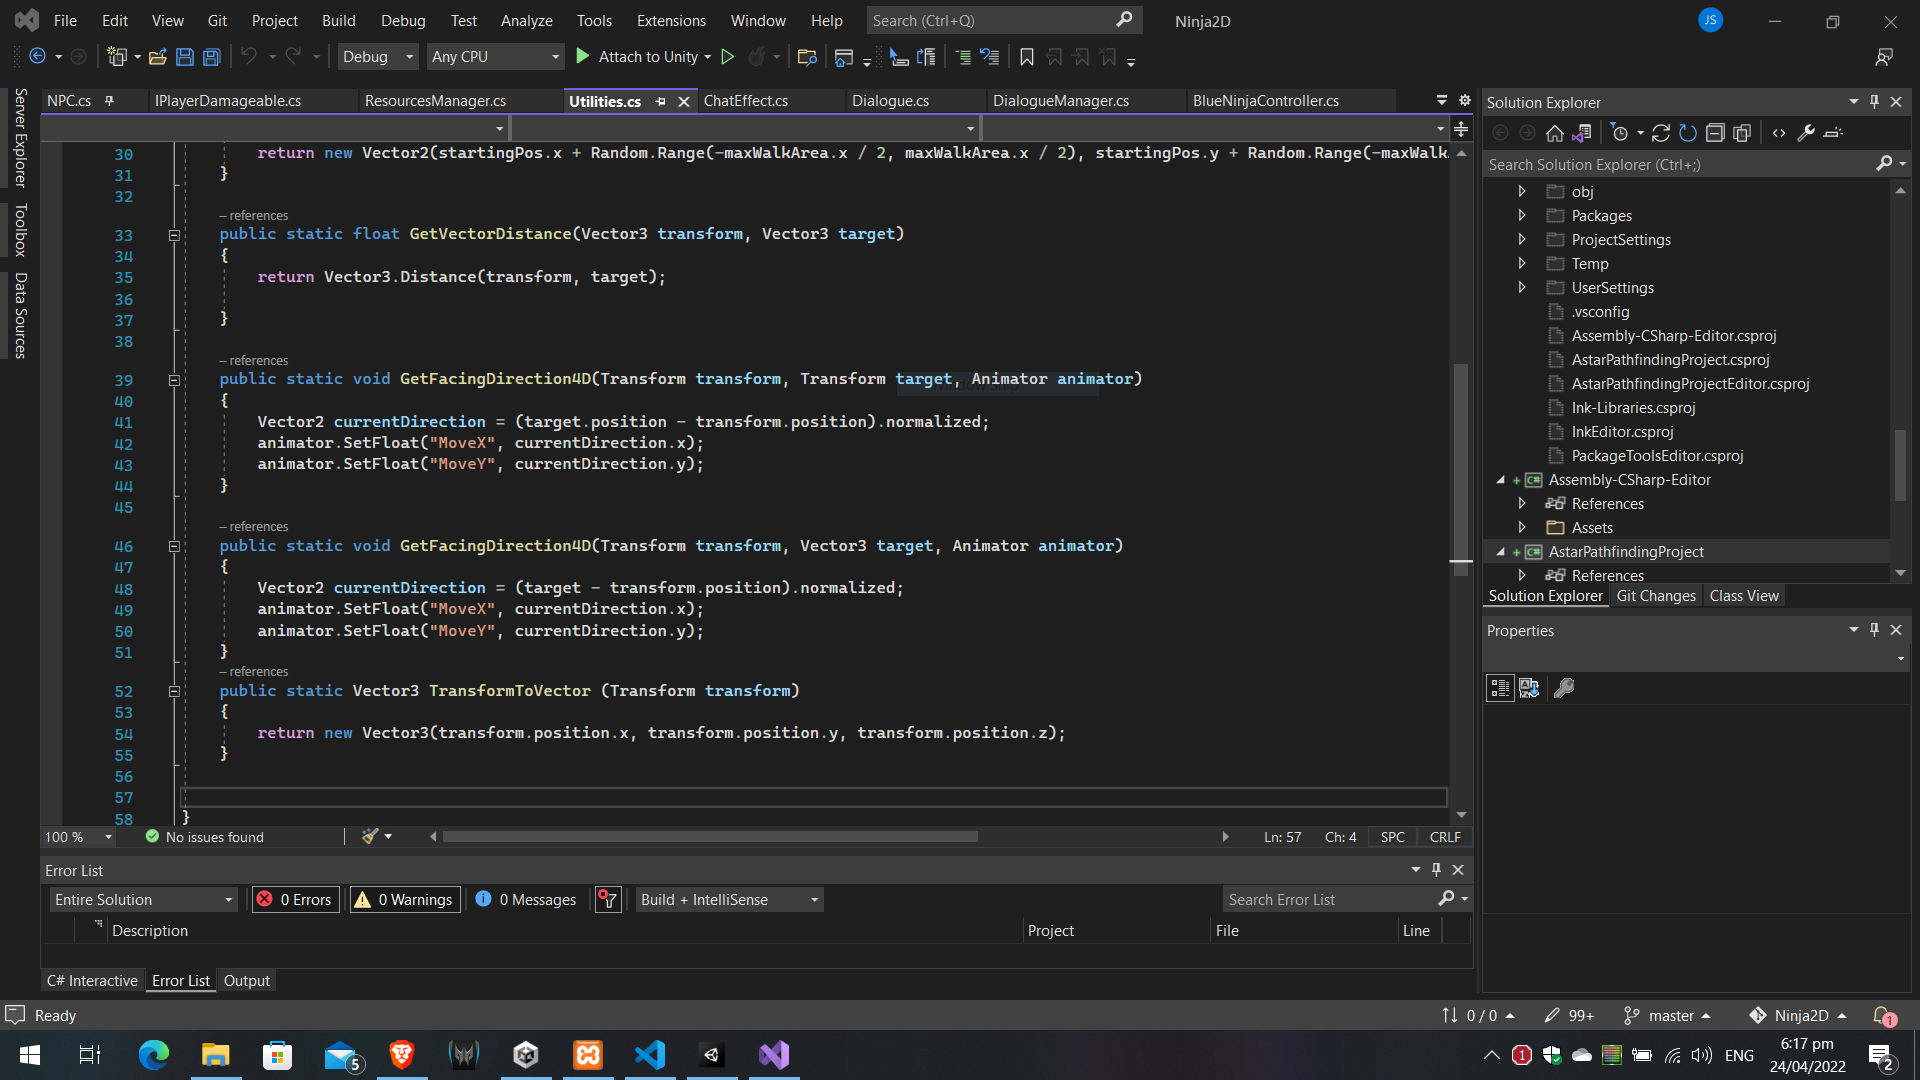 File Edit View Git Project Build Debug Test Analyze Tools Extensions Window Help Search (Ctrl+Q) Ninja2D JS
Debug Any CPU Attach to Unity
Server Explorer
Toolbox
Data Sources
NPC.cs IPlayerDamageable.cs ResourcesManager.cs Utilities.cs ChatEffect.cs Dialogue.cs DialogueManager.cs BlueNinjaController.cs
30 return new Vector2(startingPos.x + Random.Range(-maxWalkArea.x / 2, maxWalkArea.x / 2), startingPos.y + Random.Range(-maxWalk
31 }
32
– references
33 public static float GetVectorDistance(Vector3 transform, Vector3 target)
34 {
35 return Vector3.Distance(transform, target);
36
37 }
38
– references
39 public static void GetFacingDirection4D(Transform transform, Transform target, Animator animator)
40 {
41 Vector2 currentDirection = (target.position - transform.position).normalized;
42 animator.SetFloat("MoveX", currentDirection.x);
43 animator.SetFloat("MoveY", currentDirection.y);
44 }
45
– references
46 public static void GetFacingDirection4D(Transform transform, Vector3 target, Animator animator)
47 {
48 Vector2 currentDirection = (target - transform.position).normalized;
49 animator.SetFloat("MoveX", currentDirection.x);
50 animator.SetFloat("MoveY", currentDirection.y);
51 }
– references
52 public static Vector3 TransformToVector (Transform transform)
53 {
54 return new Vector3(transform.position.x, transform.position.y, transform.position.z);
55 }
56
57
58 }
100 % No issues found Ln: 57 Ch: 4 SPC CRLF
Error List
Entire Solution 0 Errors 0 Warnings 0 Messages Build + IntelliSense Search Error List
Description Project File Line
C# Interactive Error List Output
Solution Explorer
Search Solution Explorer (Ctrl+;)
obj
Packages
ProjectSettings
Temp
UserSettings
.vsconfig
Assembly-CSharp-Editor.csproj
AstarPathfindingProject.csproj
AstarPathfindingProjectEditor.csproj
Ink-Libraries.csproj
InkEditor.csproj
PackageToolsEditor.csproj
+ C# Assembly-CSharp-Editor
References
Assets
+ C# AstarPathfindingProject
References
Solution Explorer Git Changes Class View
Properties
Ready 0 / 0 99+ master Ninja2D 1
5 1 ENG 6:17 pm 2
24/04/2022